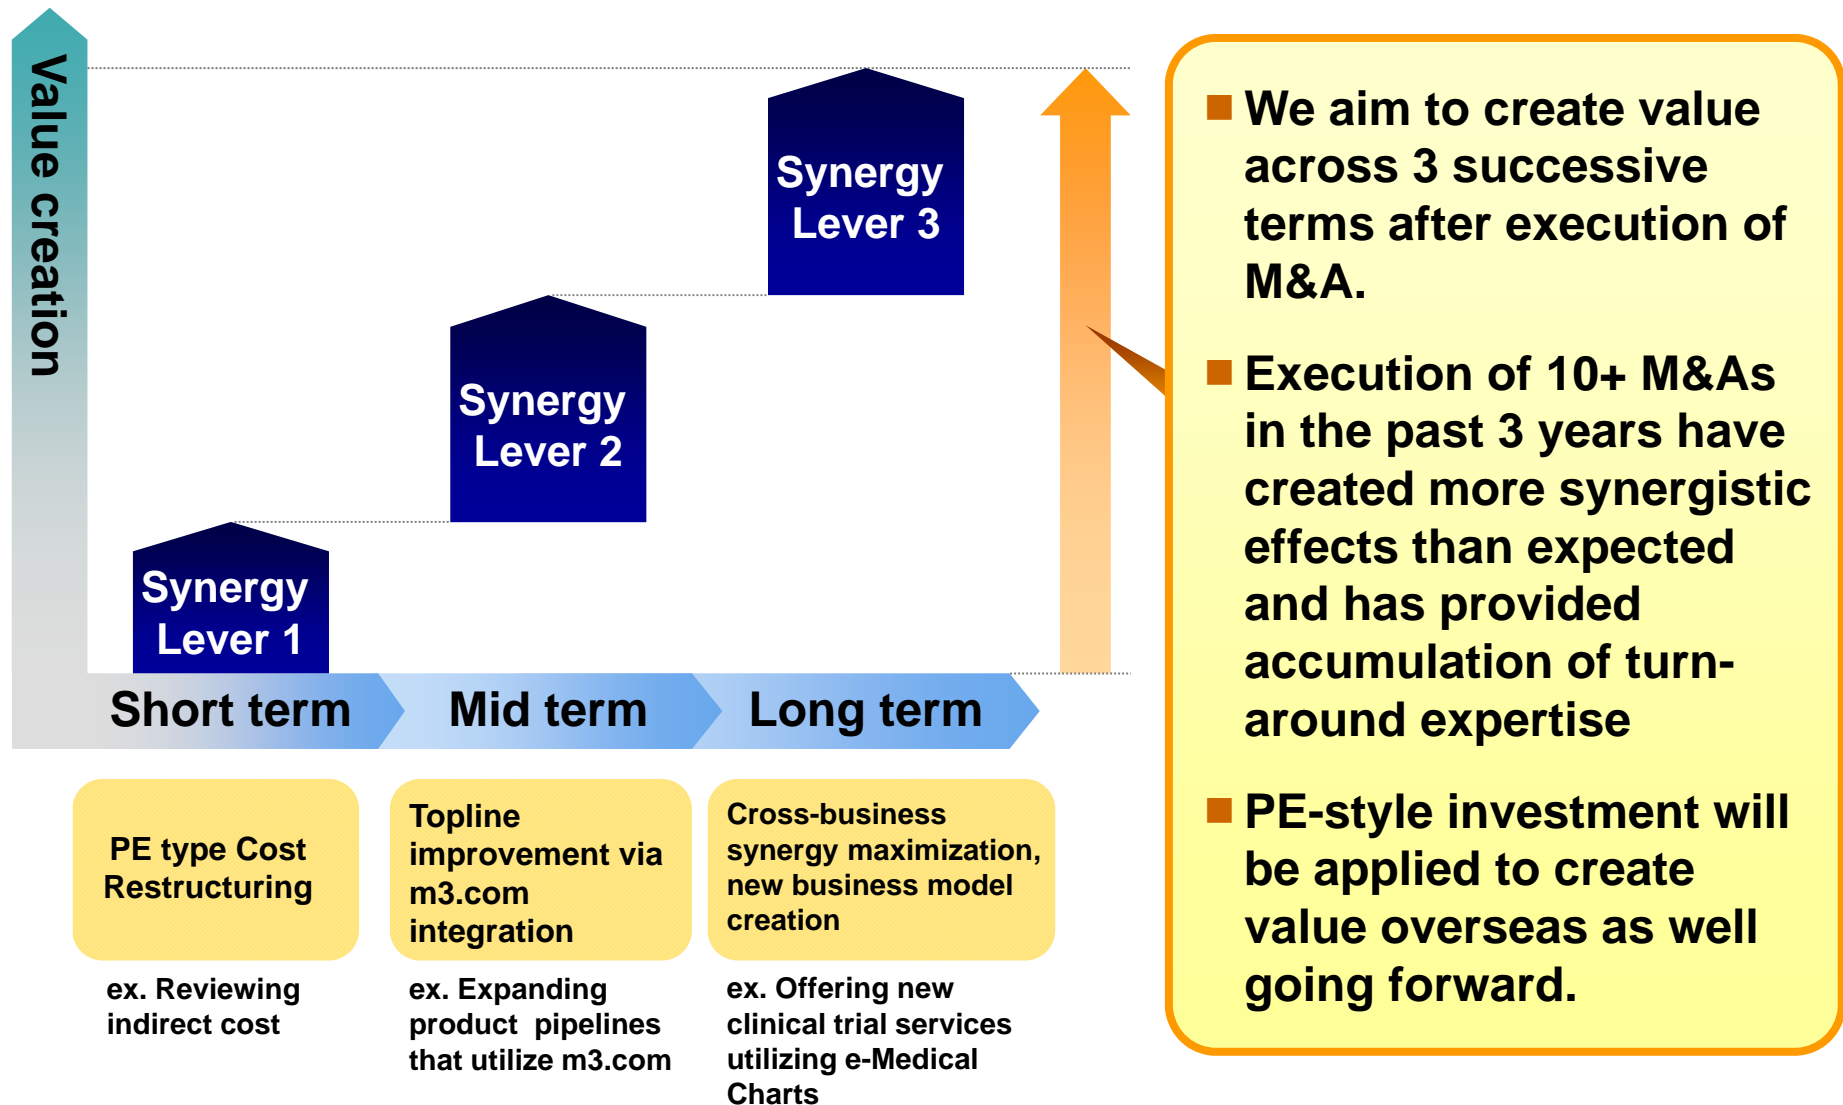 Value creation
Synergy
Lever 3
Synergy
Lever 2
Synergy
Lever 1
Short term
Mid term
Long term
PE type Cost
Restructuring
Topline
improvement via
m3.com
integration
Cross-business
synergy maximization,
new business model
creation
ex. Reviewing
indirect cost
ex. Expanding
product pipelines
that utilize m3.com
ex. Offering new
clinical trial services
utilizing e-Medical
Charts
We aim to create value
across 3 successive
terms after execution of
M&A.
Execution of 10+ M&As
in the past 3 years have
created more synergistic
effects than expected
and has provided
accumulation of turn-
around expertise
PE-style investment will
be applied to create
value overseas as well
going forward.